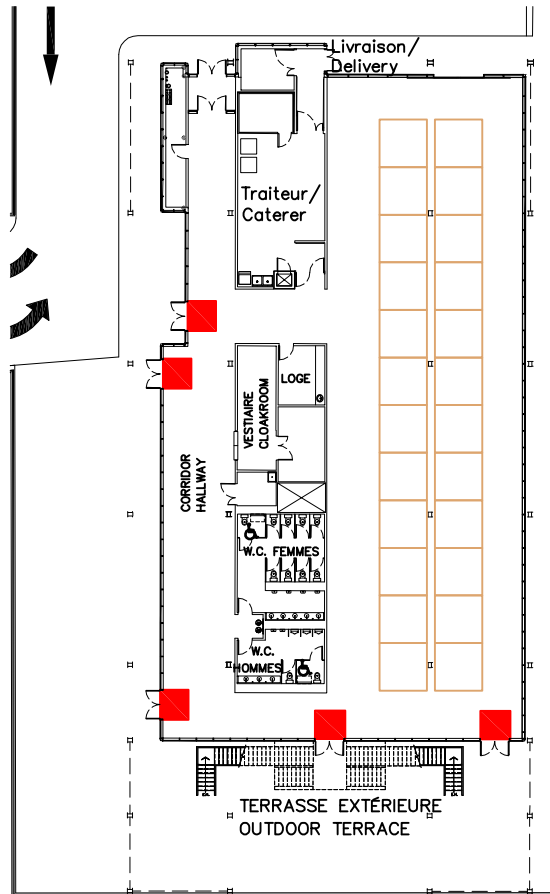 Livraison/
Delivery
Traiteur/
Caterer
LOGE
VESTIAIRE
CLOAKROOM
CORRIDOR
HALLWAY
W.C. FEMMES
W.C.
HOMMES
TERRASSE EXTÉRIEURE
OUTDOOR TERRACE